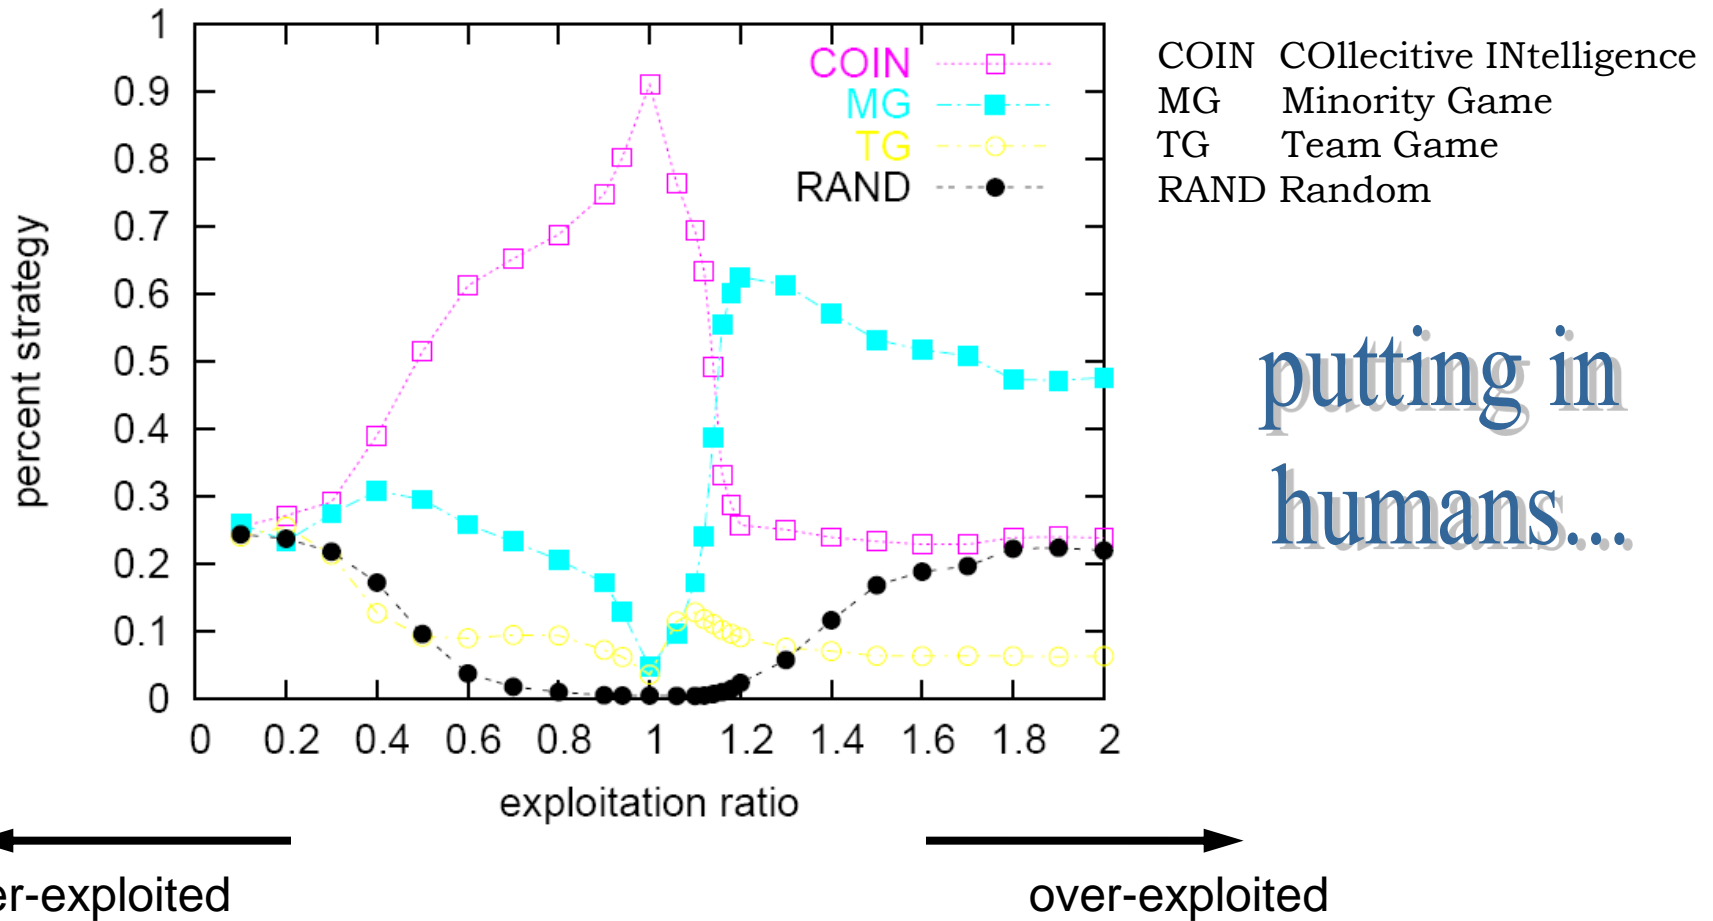 1
0.9
0.8
0.7
0.6
0.5
0.4
0.3
0.2
0.1
0
percent strategy
COIN
MG
TG
RAND
0 0.2 0.4 0.6 0.8 1 1.2 1.4 1.6 1.8 2
exploitation ratio
er-exploited
over-exploited
COIN COllecitive INtelligence
MG Minority Game
TG Team Game
RAND Random
putting in
humans...